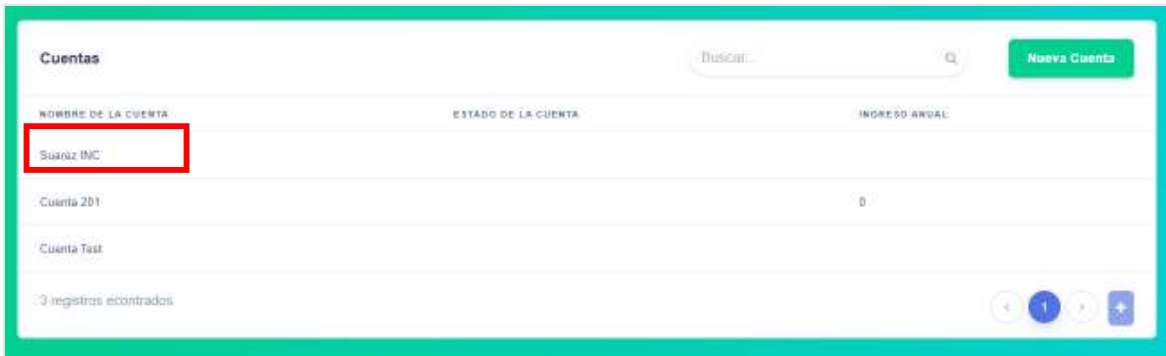 Cuentas
Buscar...
Nueva Cuenta
NOMBRE DE LA CUENTA
ESTADO DE LA CUENTA
INGRESO ANUAL
Suarez INC
Cuenta 201
0
Cuenta Test
3 registros econtrados
1